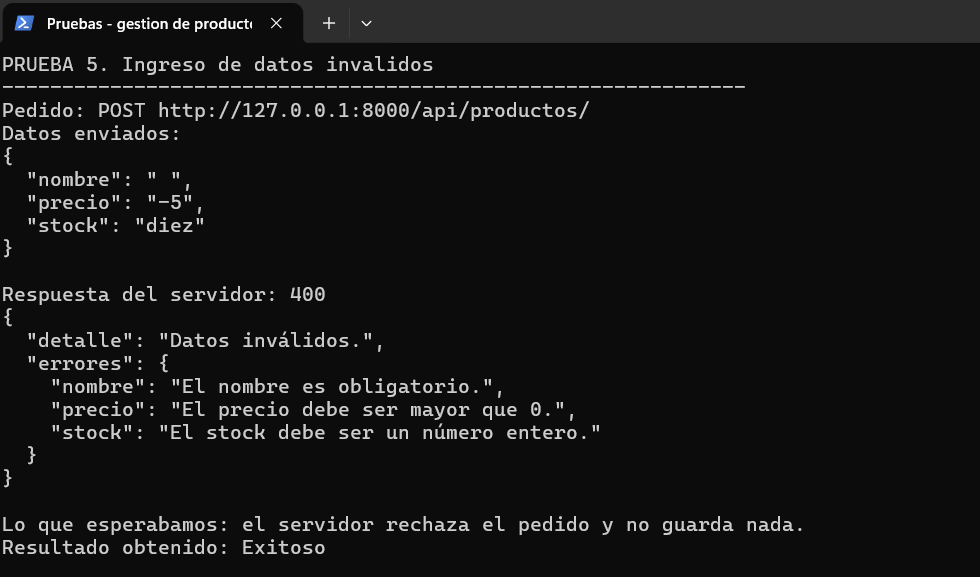 Pruebas - gestion de product
PRUEBA 5. Ingreso de datos invalidos
--------------------------------------------------------------
Pedido: POST http://127.0.0.1:8000/api/productos/
Datos enviados:
{
  "nombre": " ",
  "precio": "-5",
  "stock": "diez"
}
Respuesta del servidor: 400
{
  "detalle": "Datos inválidos.",
  "errores": {
    "nombre": "El nombre es obligatorio.",
    "precio": "El precio debe ser mayor que 0.",
    "stock": "El stock debe ser un número entero."
  }
}
Lo que esperabamos: el servidor rechaza el pedido y no guarda nada.
Resultado obtenido: Exitoso